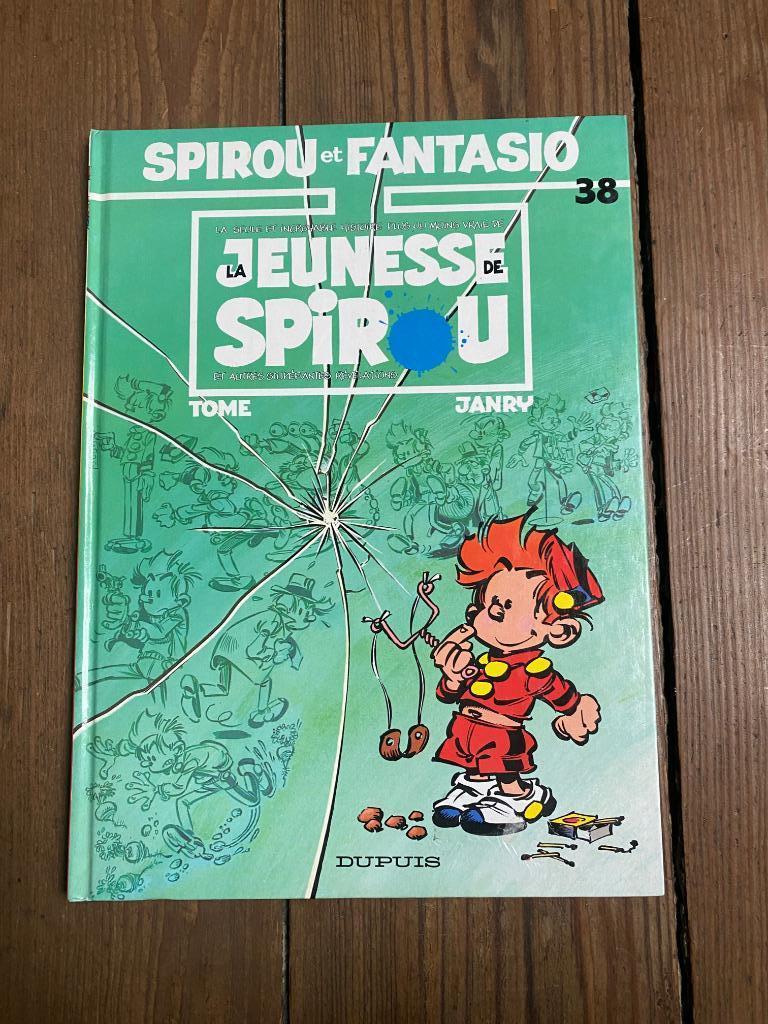 SPIROU et FANTASIO
38
LA SEULE ET INCROYABLE HISTOIRE PLUS OU MOINS VRAIE DE
LA JEUNESSE DE
SPIROU
ET AUTRES STUPÉFIANTES RÉVÉLATIONS
TOME JANRY
DUPUIS